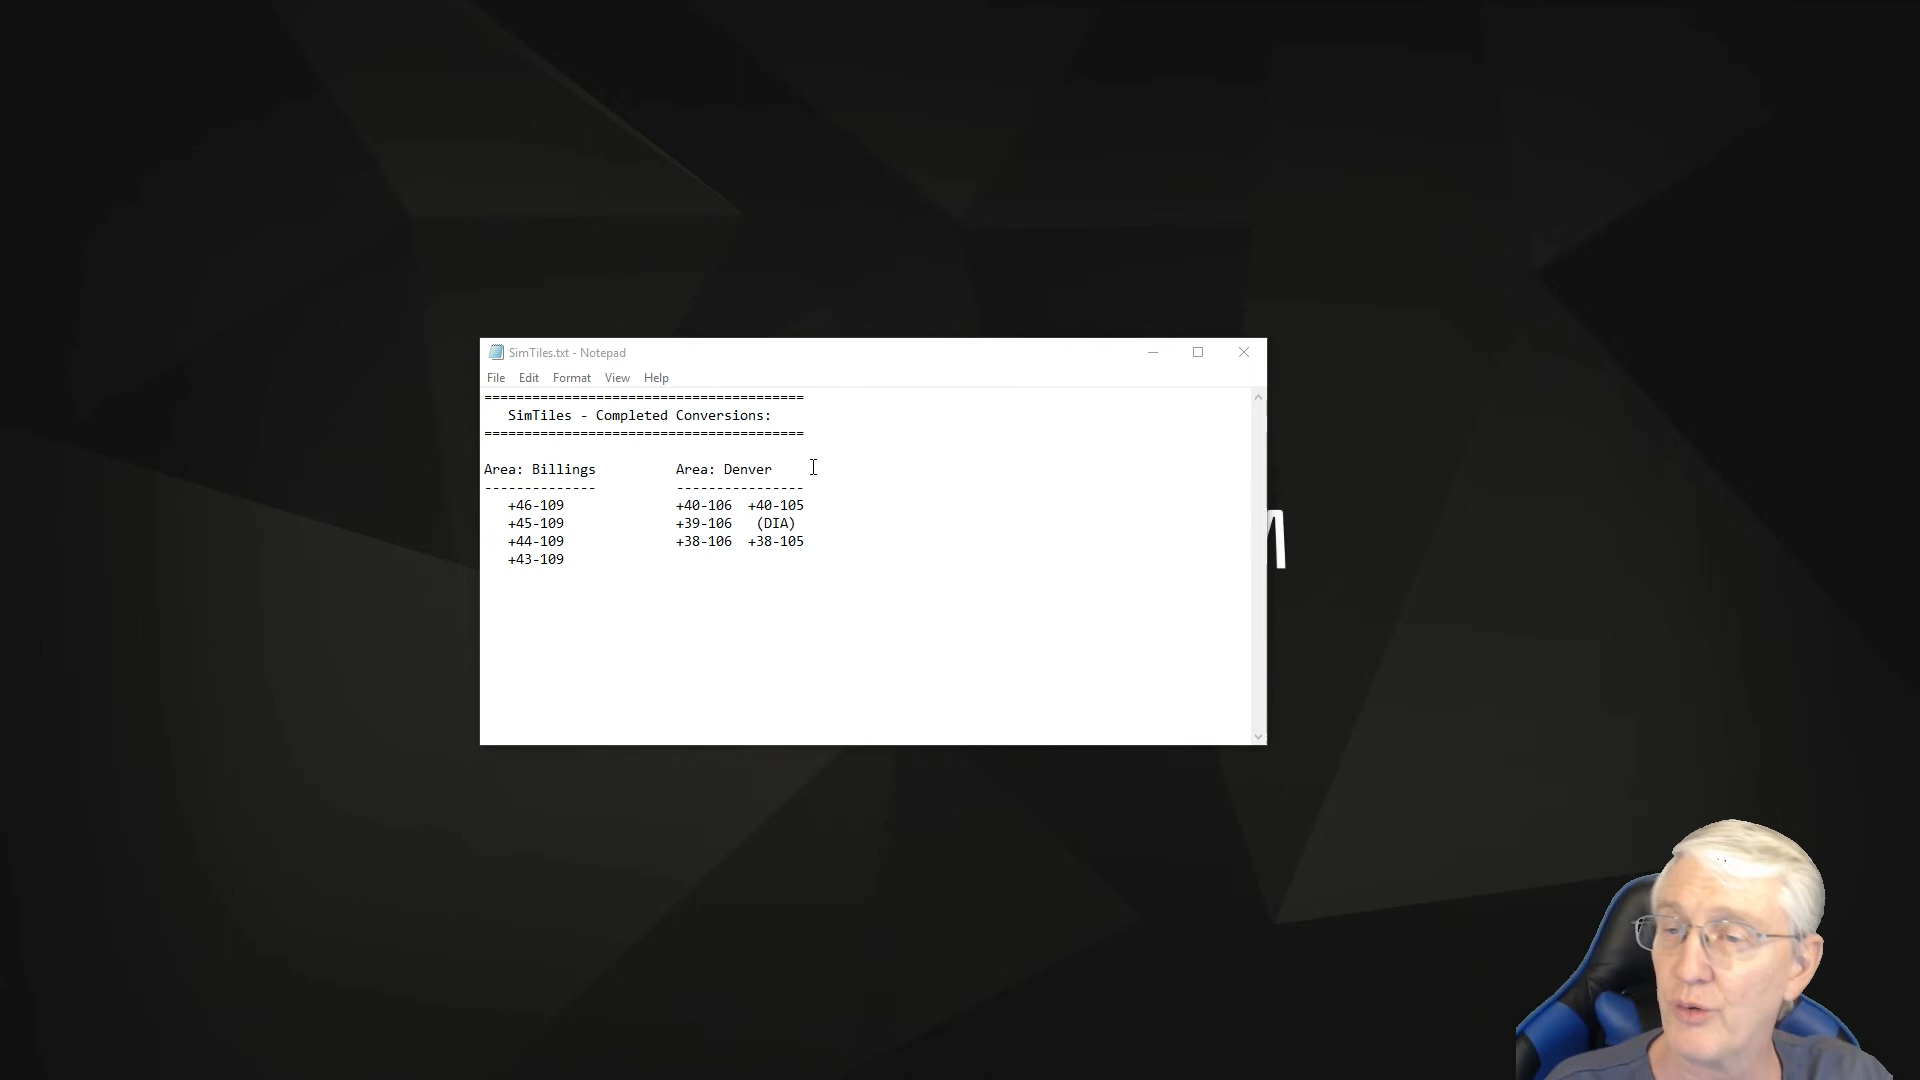 SimTiles.txt - Notepad
File Edit Format View Help
========================================
SimTiles - Completed Conversions:
========================================
Area: Billings Area: Denver
-------------- ----------------
+46-109 +40-106 +40-105
+45-109 +39-106 (DIA)
+44-109 +38-106 +38-105
+43-109